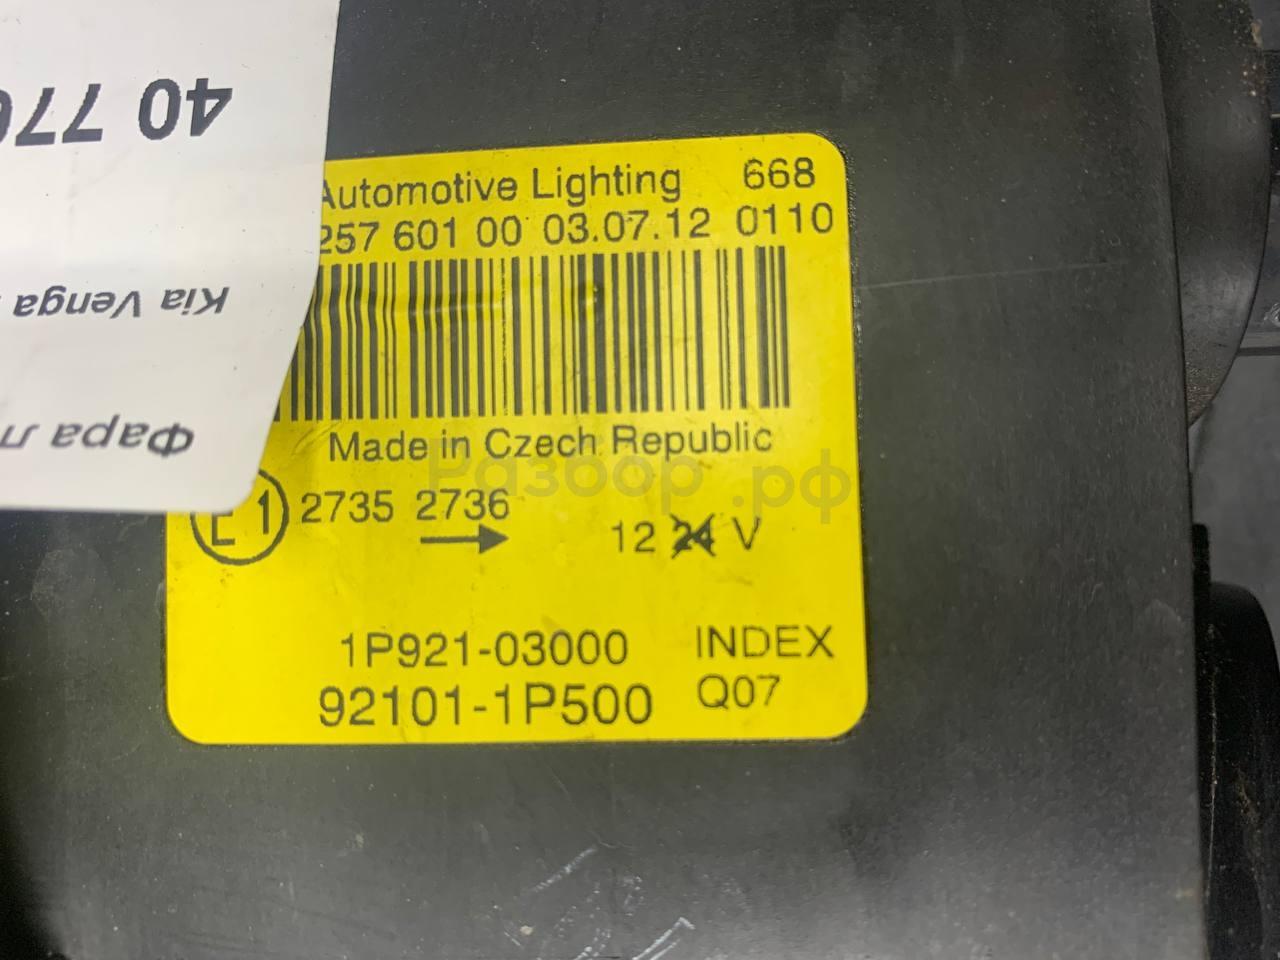 40 770
Kia Venga
Фара л
Automotive Lighting 668
257 601 00 03.07.12 0110
Made in Czech Republic
E1 2735 2736
12 24 V
1P921-03000 INDEX
92101-1P500 Q07
Разбор.рф